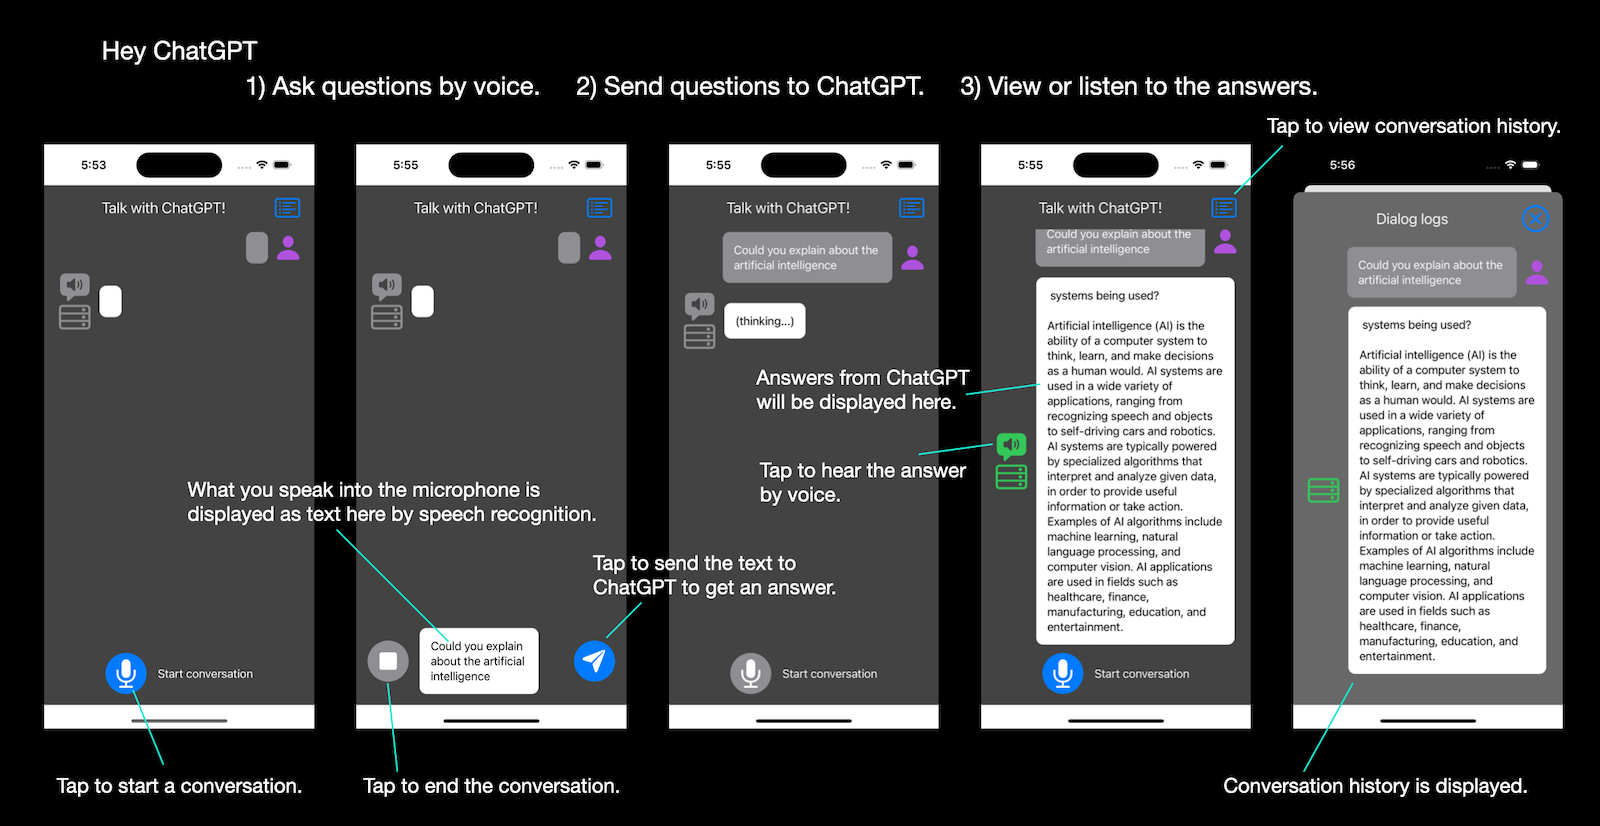 Hey ChatGPT
1) Ask questions by voice.
2) Send questions to ChatGPT.
3) View or listen to the answers.
Tap to view conversation history.
5:53
Talk with ChatGPT!
Start conversation
Tap to start a conversation.
5:55
Talk with ChatGPT!
What you speak into the microphone is
displayed as text here by speech recognition.
Could you explain
about the artificial
intelligence
Tap to send the text to
ChatGPT to get an answer.
Tap to end the conversation.
5:55
Talk with ChatGPT!
Could you explain about the
artificial intelligence
(thinking...)
Answers from ChatGPT
will be displayed here.
Tap to hear the answer
by voice.
Start conversation
5:55
Talk with ChatGPT!
Could you explain about the
artificial intelligence
systems being used?
Artificial intelligence (AI) is the
ability of a computer system to
think, learn, and make decisions
as a human would. AI systems are
used in a wide variety of
applications, ranging from
recognizing speech and objects
to self-driving cars and robotics.
AI systems are typically powered
by specialized algorithms that
interpret and analyze given data,
in order to provide useful
information or take action.
Examples of AI algorithms include
machine learning, natural
language processing, and
computer vision. AI applications
are used in fields such as
healthcare, finance,
manufacturing, education, and
entertainment.
Start conversation
5:56
Dialog logs
Could you explain about the
artificial intelligence
systems being used?
Artificial intelligence (AI) is the
ability of a computer system to
think, learn, and make decisions
as a human would. AI systems are
used in a wide variety of
applications, ranging from
recognizing speech and objects
to self-driving cars and robotics.
AI systems are typically powered
by specialized algorithms that
interpret and analyze given data,
in order to provide useful
information or take action.
Examples of AI algorithms include
machine learning, natural
language processing, and
computer vision. AI applications
are used in fields such as
healthcare, finance,
manufacturing, education, and
entertainment.
Conversation history is displayed.